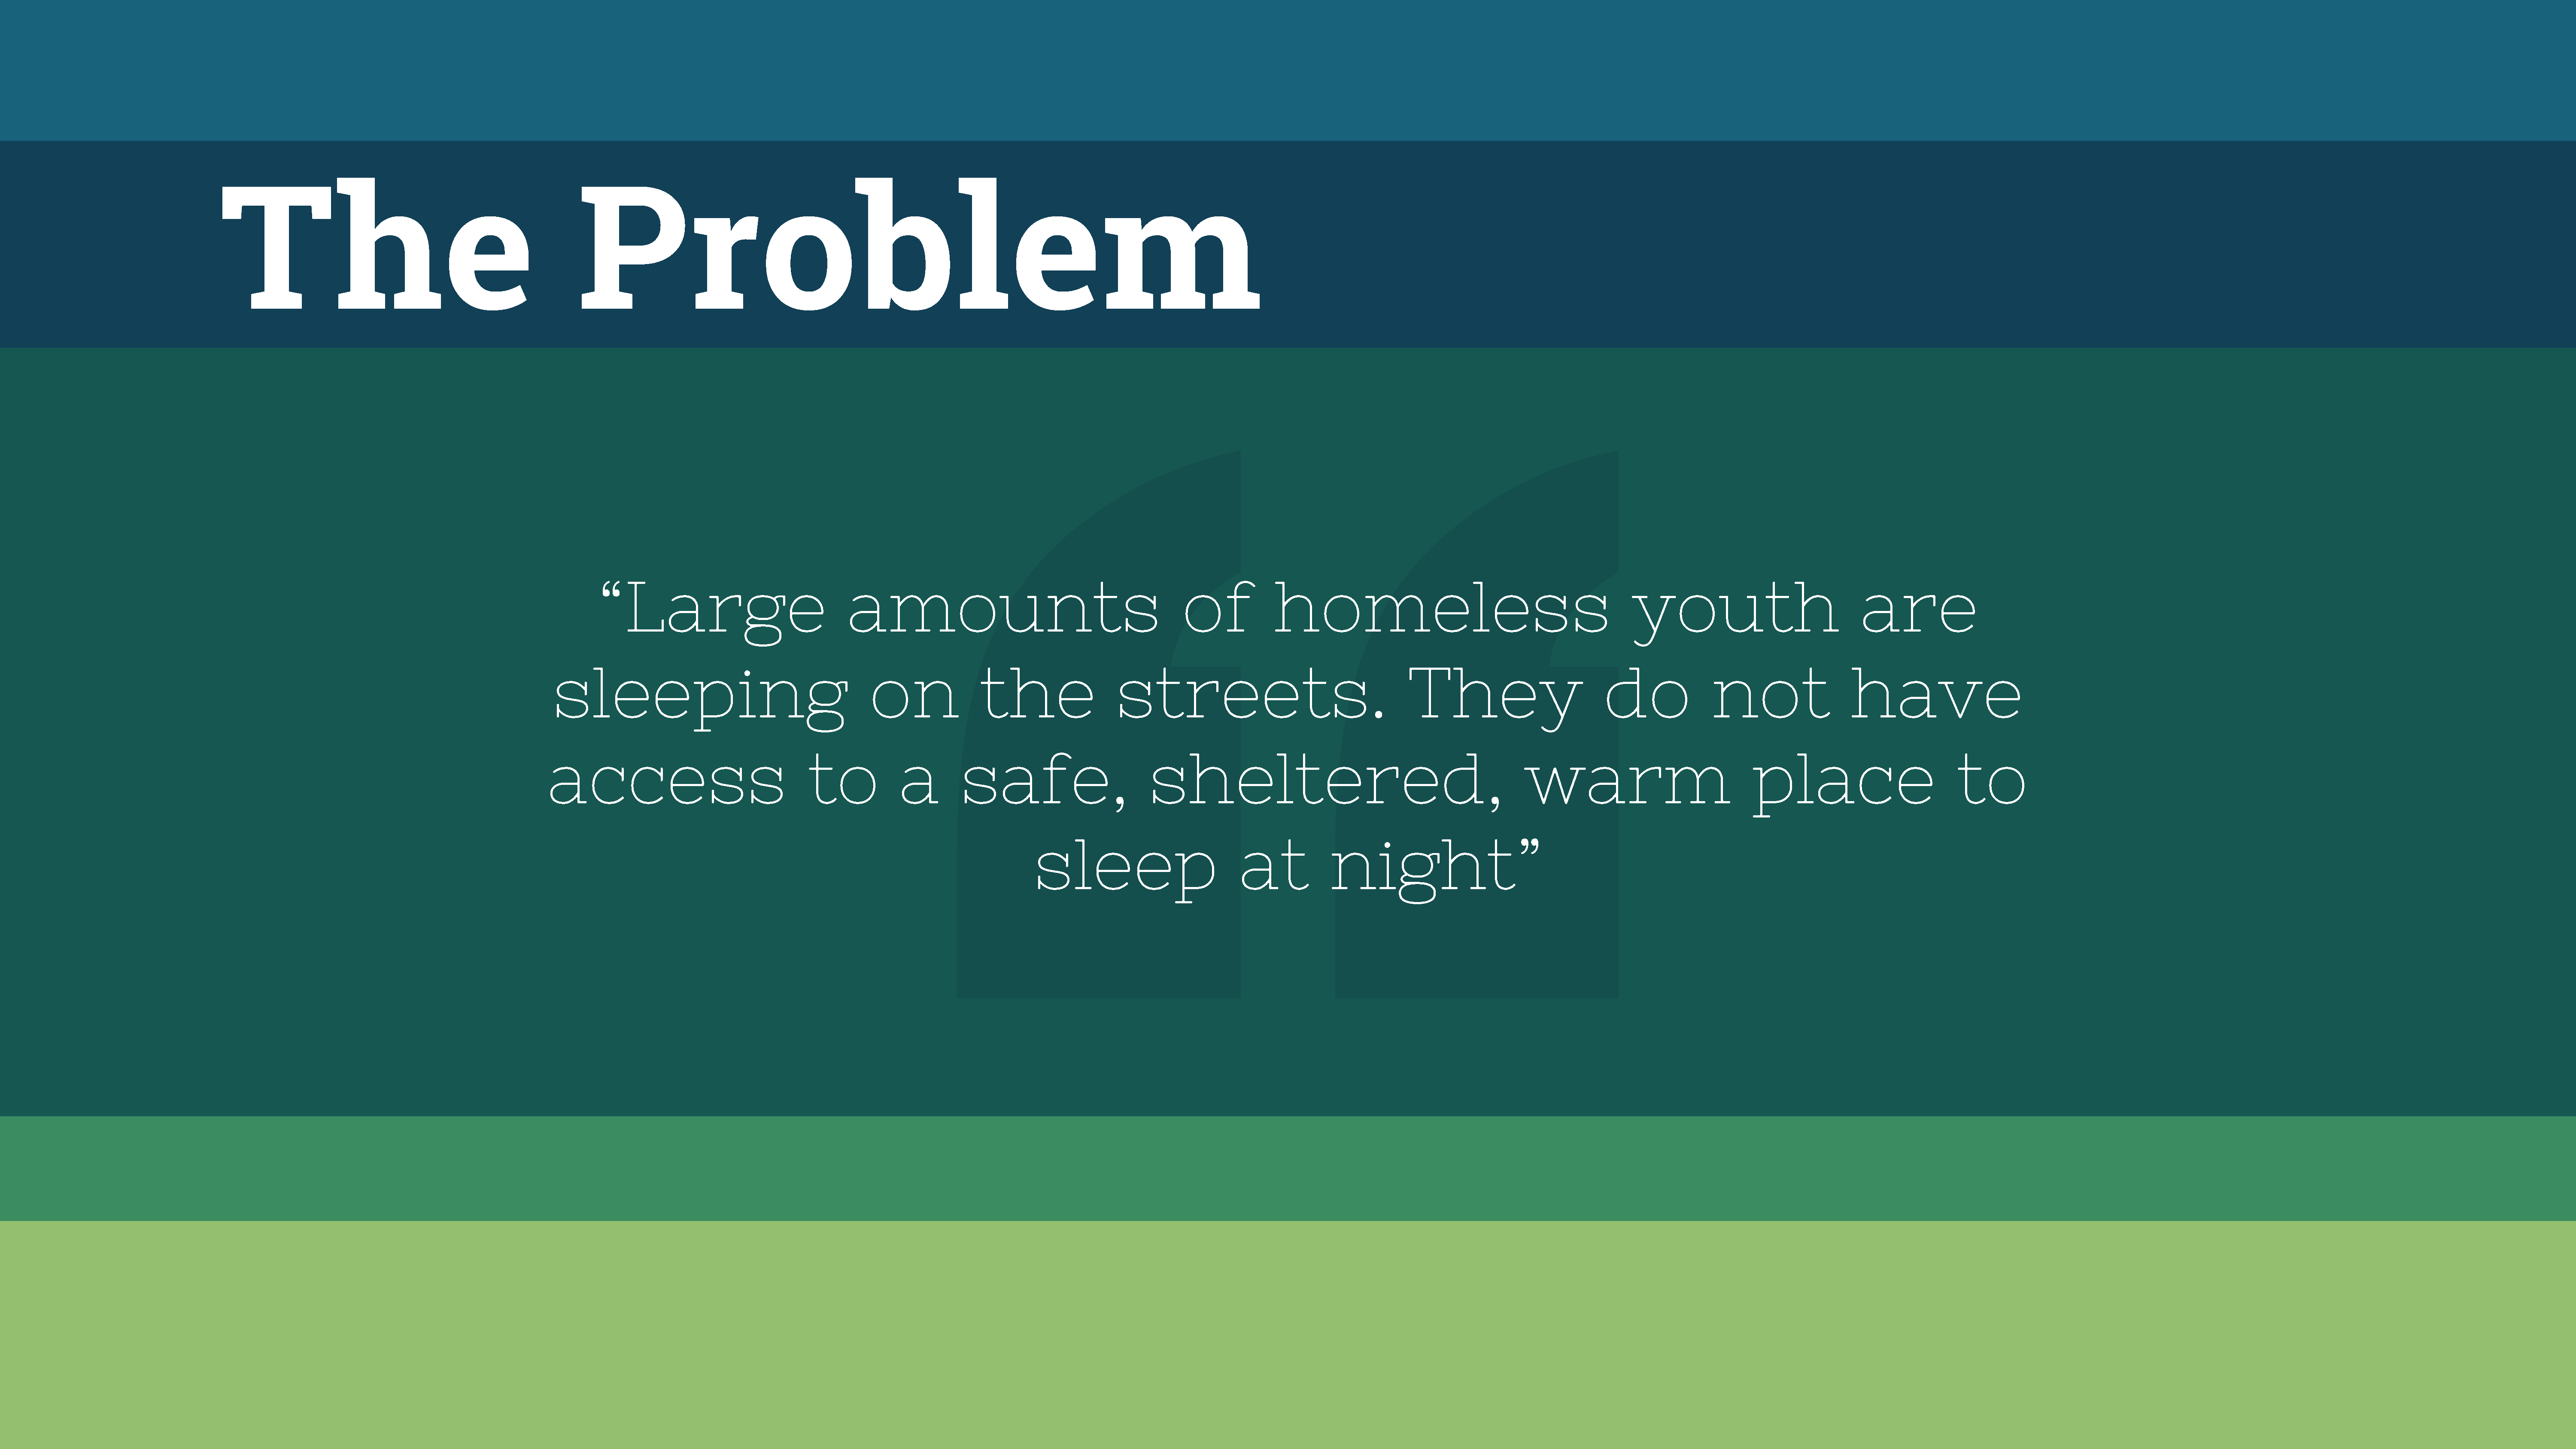 The Problem
“Large amounts of homeless youth are
sleeping on the streets. They do not have
access to a safe, sheltered, warm place to
sleep at night”